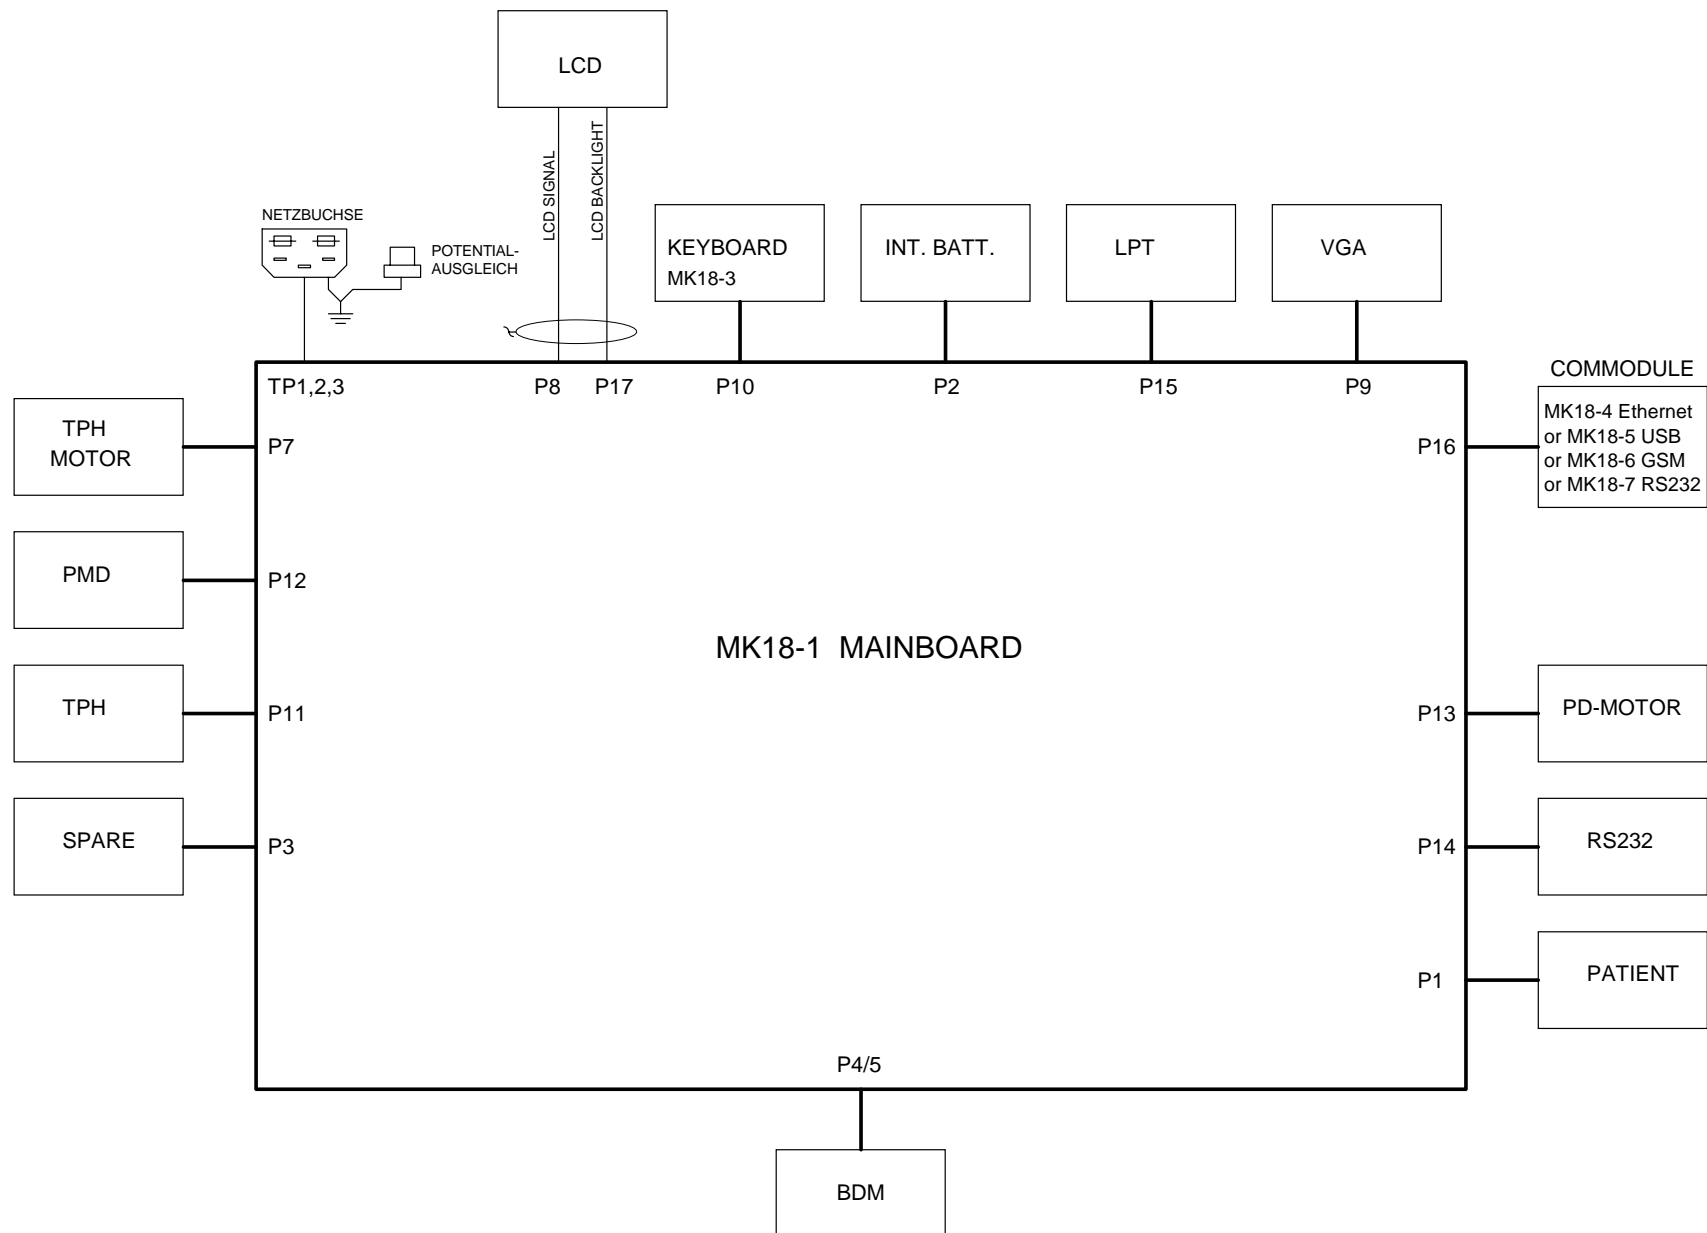 LCD
LCD SIGNAL
LCD BACKLIGHT
NETZBUCHSE
POTENTIAL-
AUSGLEICH
KEYBOARD
MK18-3
INT. BATT.
LPT
VGA
TP1,2,3
P8
P17
P10
P2
P15
P9
COMMODULE
MK18-4 Ethernet
or MK18-5 USB
or MK18-6 GSM
or MK18-7 RS232
TPH
MOTOR
P7
P16
PMD
P12
MK18-1 MAINBOARD
TPH
P11
P13
PD-MOTOR
SPARE
P3
P14
RS232
P1
PATIENT
P4/5
BDM